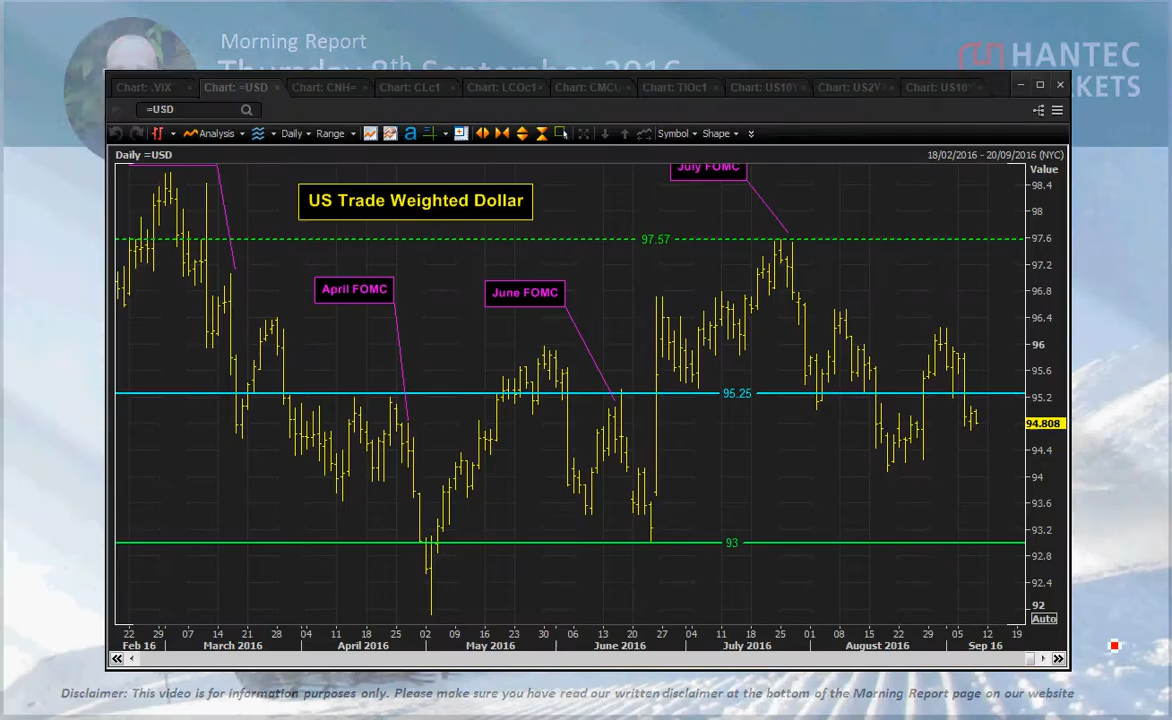 Morning Report
Thursday 8th September 2016
HANTEC
MARKETS
Chart: .VIX
Chart: =USD
Chart: CNH=
Chart: CLc1
Chart: LCOc1
Chart: CMCU
Chart: TIOc1
Chart: US10Y
Chart: US2Y
Chart: US10
=USD
Analysis
Daily
Range
Symbol
Shape
Daily =USD
18/02/2016 - 20/09/2016 (NYC)
Value
July FOMC
US Trade Weighted Dollar
April FOMC
June FOMC
97.57
95.25
93
98.4
98
97.6
97.2
96.8
96.4
96
95.6
95.2
94.808
94.4
94
93.6
93.2
92.8
92.4
92
Auto
22 29 07 14 21 28 04 11 18 25 02 09 16 23 30 06 13 20 27 04 11 18 25 01 08 15 22 29 05 12 19
Feb 16 March 2016 April 2016 May 2016 June 2016 July 2016 August 2016 Sep 16
Disclaimer: This video is for information purposes only. Please make sure you have read our written disclaimer at the bottom of the Morning Report page on our website